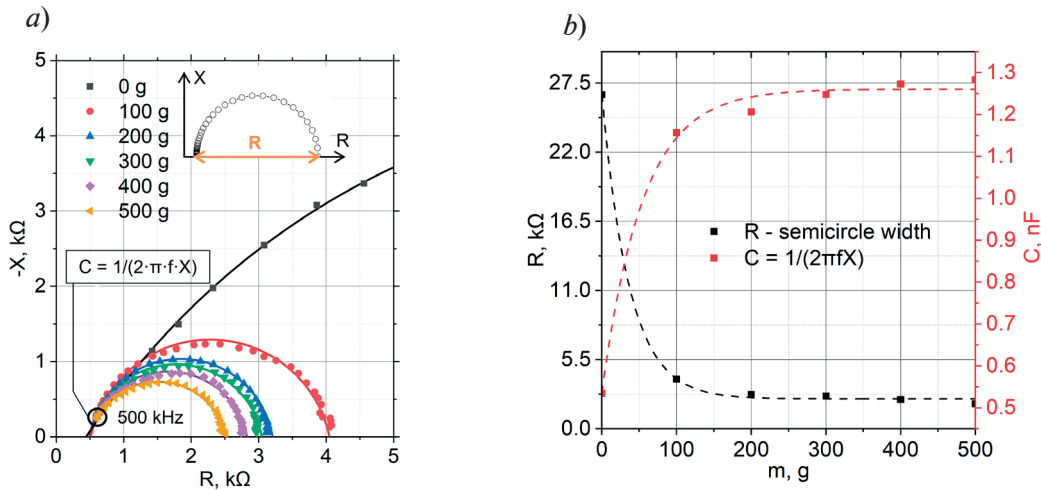 a)
5
4
3
2
1
0
-X, kΩ
0 g
100 g
200 g
300 g
400 g
500 g
X
R
R
C = 1/(2·π·f·X)
500 kHz
0 1 2 3 4 5
R, kΩ
b)
27.5
22.0
16.5
11.0
5.5
0.0
R, kΩ
R - semicircle width
C = 1/(2πfX)
1.3
1.2
1.1
1.0
0.9
0.8
0.7
0.6
0.5
C, nF
0 100 200 300 400 500
m, g